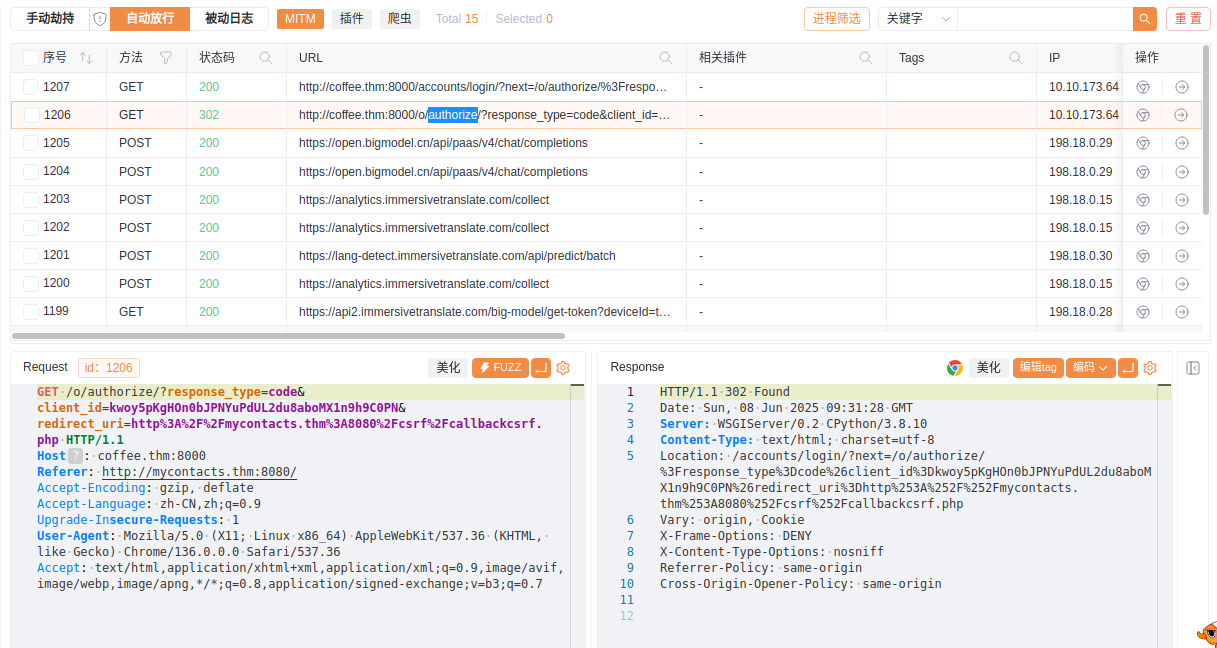 手动劫持 自动放行 被动日志 MITM 插件 爬虫 Total 15 Selected 0 进程筛选 关键字 重 置
序号 方法 状态码 URL 相关插件 Tags IP 操作
1207 GET 200 http://coffee.thm:8000/accounts/login/?next=/o/authorize/%3Frespo... - 10.10.173.64
1206 GET 302 http://coffee.thm:8000/o/authorize/?response_type=code&client_id=... - 10.10.173.64
1205 POST 200 https://open.bigmodel.cn/api/paas/v4/chat/completions - 198.18.0.29
1204 POST 200 https://open.bigmodel.cn/api/paas/v4/chat/completions - 198.18.0.29
1203 POST 200 https://analytics.immersivetranslate.com/collect - 198.18.0.15
1202 POST 200 https://analytics.immersivetranslate.com/collect - 198.18.0.15
1201 POST 200 https://lang-detect.immersivetranslate.com/api/predict/batch - 198.18.0.30
1200 POST 200 https://analytics.immersivetranslate.com/collect - 198.18.0.15
1199 GET 200 https://api2.immersivetranslate.com/big-model/get-token?deviceId=t... - 198.18.0.28
Request id: 1206 美化 FUZZ
GET /o/authorize/?response_type=code&
client_id=kwoy5pKgHOn0bJPNYuPdUL2du8aboMX1n9h9C0PN&
redirect_uri=http%3A%2F%2Fmycontacts.thm%3A8080%2Fcsrf%2Fcallbackcsrf.
php HTTP/1.1
Host ? : coffee.thm:8000
Referer: http://mycontacts.thm:8080/
Accept-Encoding: gzip, deflate
Accept-Language: zh-CN,zh;q=0.9
Upgrade-Insecure-Requests: 1
User-Agent: Mozilla/5.0 (X11; Linux x86_64) AppleWebKit/537.36 (KHTML,
like Gecko) Chrome/136.0.0.0 Safari/537.36
Accept: text/html,application/xhtml+xml,application/xml;q=0.9,image/avif,
image/webp,image/apng,*/*;q=0.8,application/signed-exchange;v=b3;q=0.7
Response 美化 编辑tag 编码
1 HTTP/1.1 302 Found
2 Date: Sun, 08 Jun 2025 09:31:28 GMT
3 Server: WSGIServer/0.2 CPython/3.8.10
4 Content-Type: text/html; charset=utf-8
5 Location: /accounts/login/?next=/o/authorize/
%3Fresponse_type%3Dcode%26client_id%3Dkwoy5pKgHOn0bJPNYuPdUL2du8aboM
X1n9h9C0PN%26redirect_uri%3Dhttp%253A%252F%252Fmycontacts.
thm%253A8080%252Fcsrf%252Fcallbackcsrf.php
6 Vary: origin, Cookie
7 X-Frame-Options: DENY
8 X-Content-Type-Options: nosniff
9 Referrer-Policy: same-origin
10 Cross-Origin-Opener-Policy: same-origin
11
12